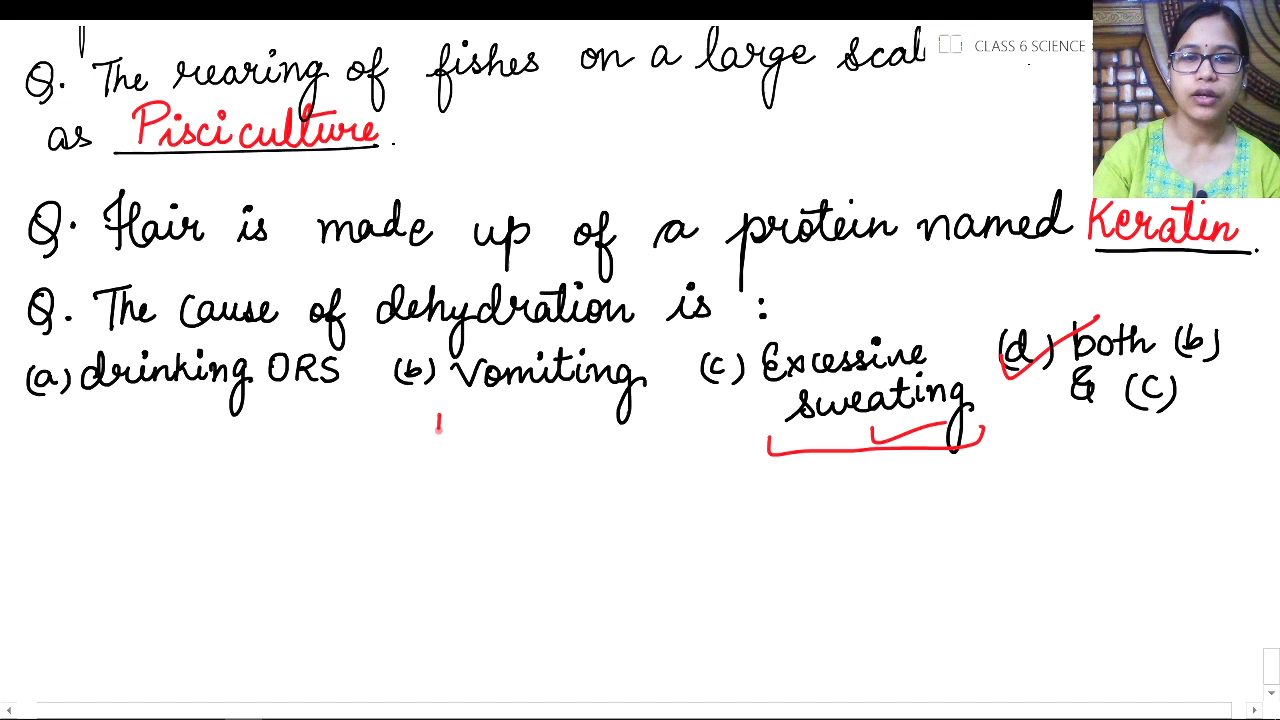 Q. The rearing of fishes on a large scal
CLASS 6 SCIENCE
as Pisciculture.
Q. Hair is made up of a protein named Keratin.
Q. The cause of dehydration is :
(a) drinking ORS (b) Vomiting (c) Excessive sweating (d) both (b) & (C)